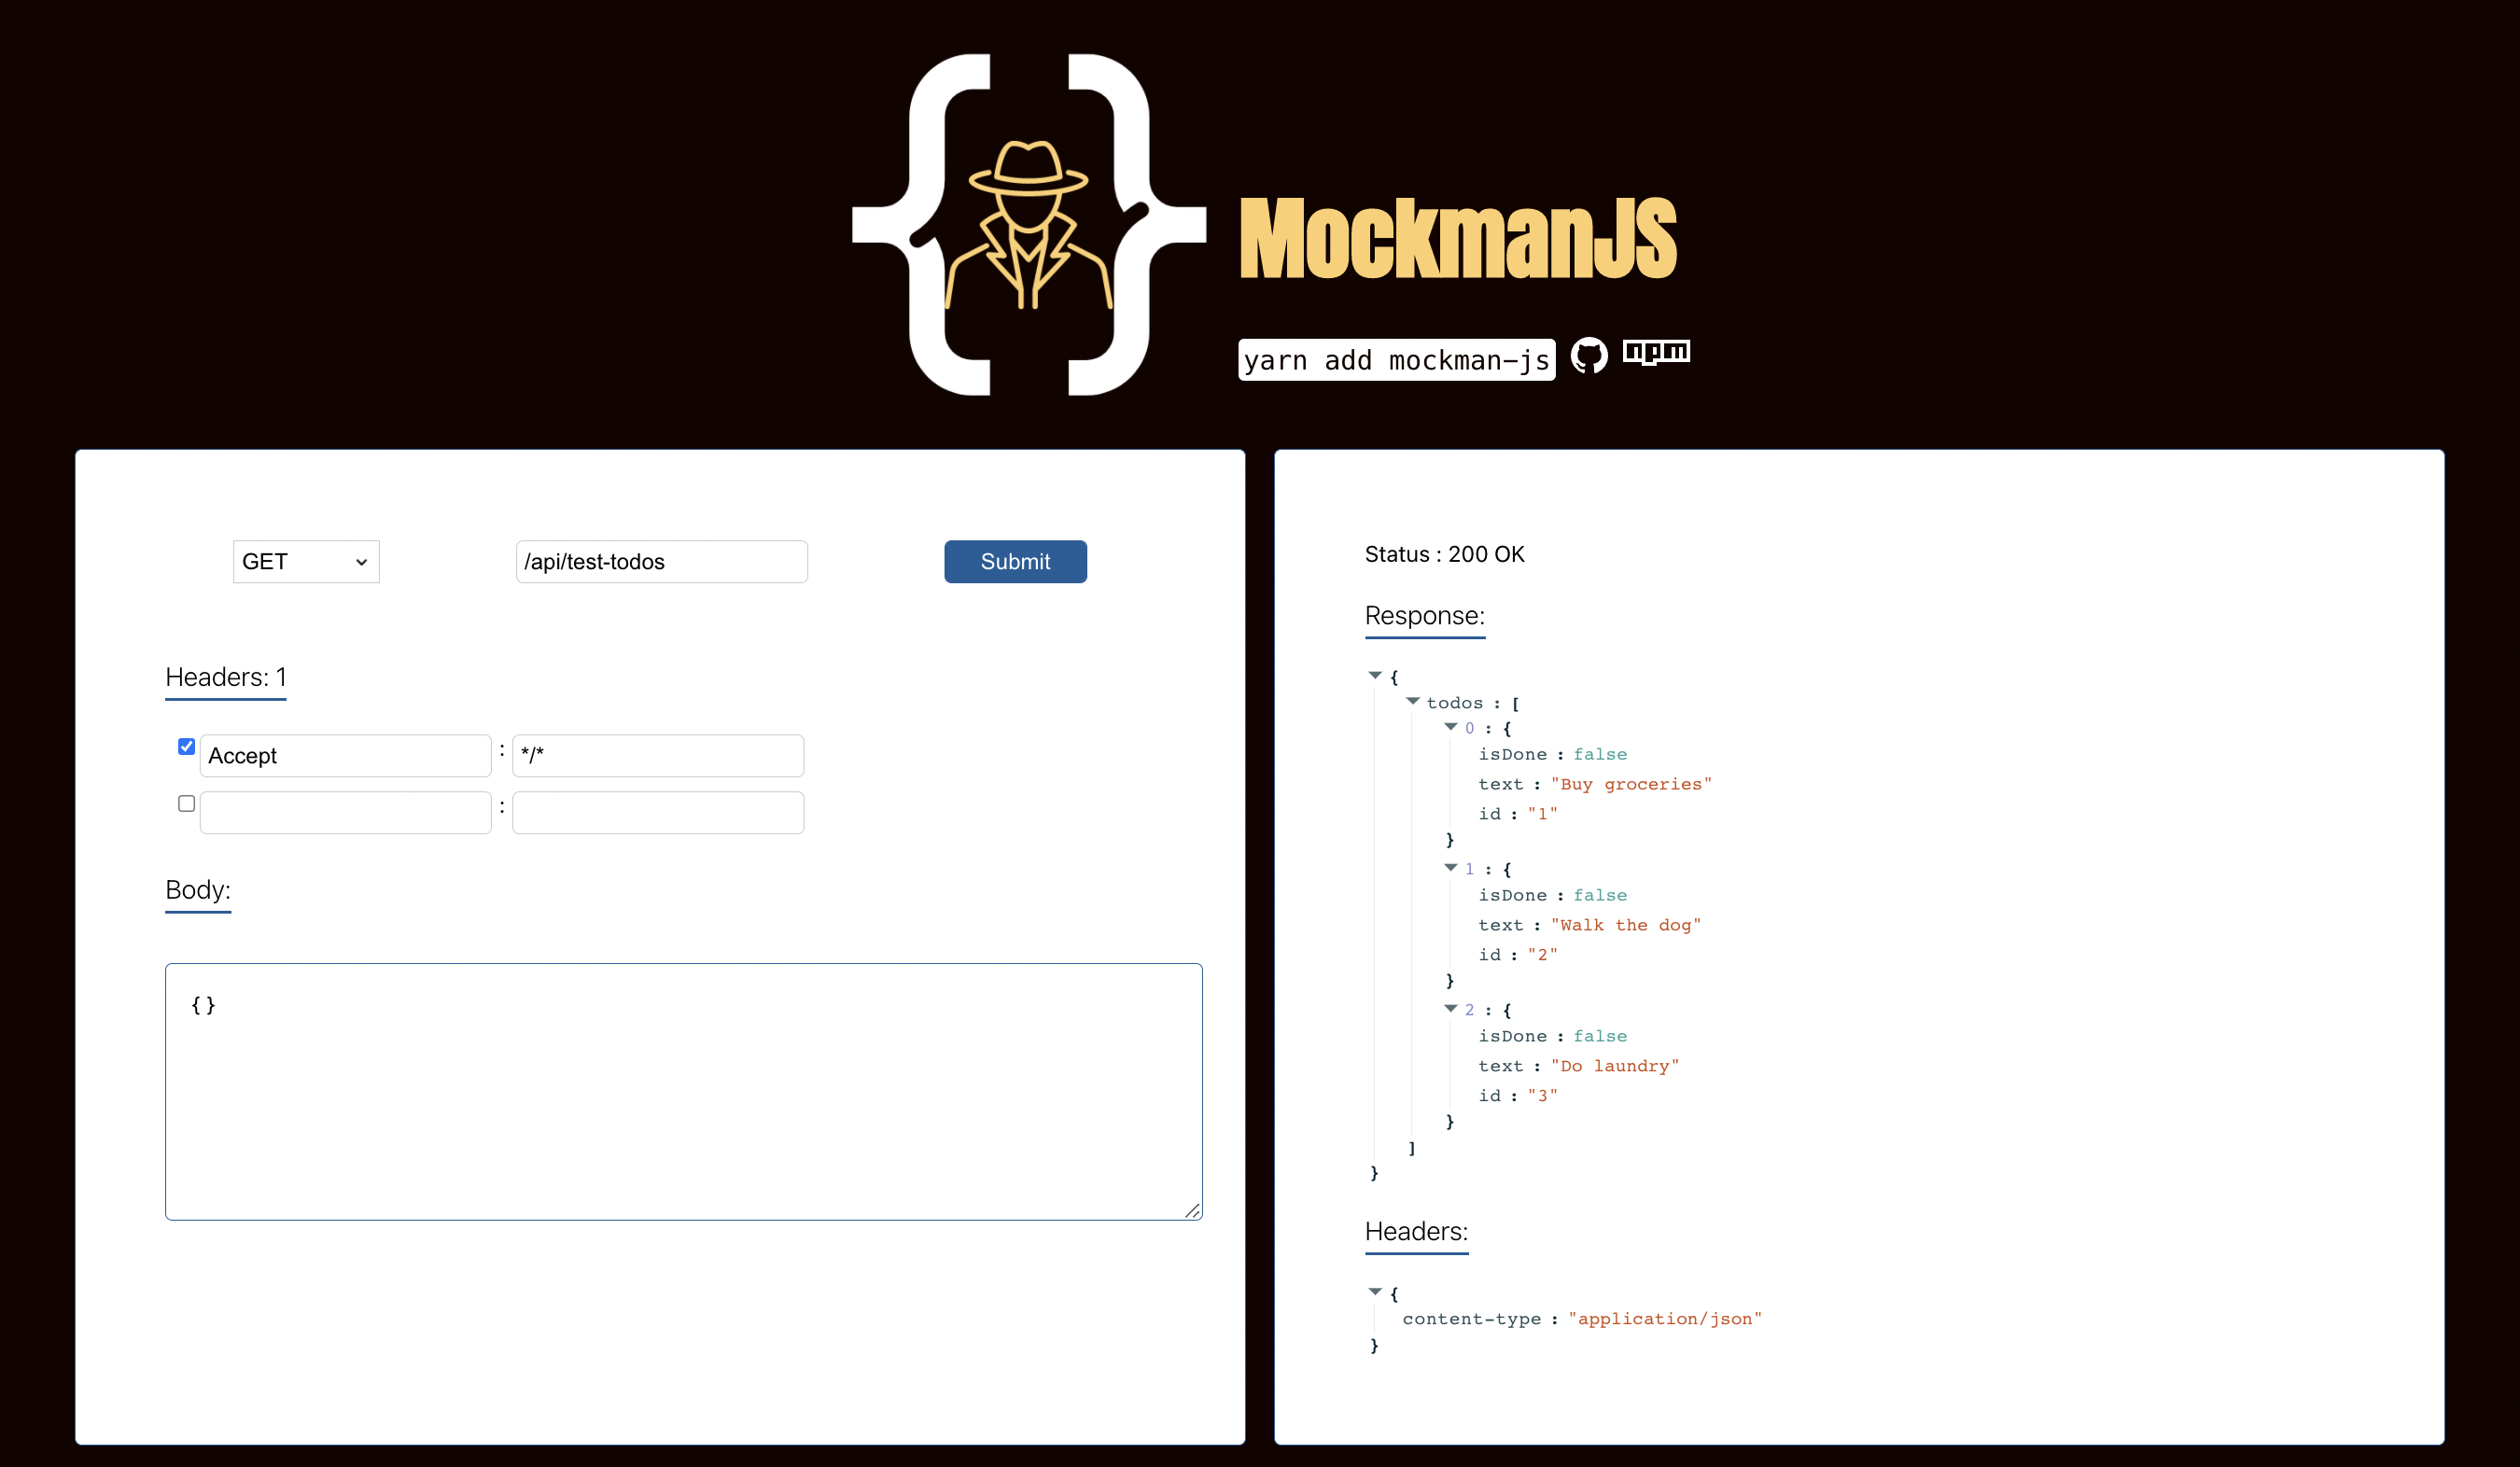 MockmanJS
yarn add mockman-js
npm
GET
/api/test-todos
Submit
Headers: 1
Accept : */*
:
Body:
{}
Status : 200 OK
Response:
{
todos : [
0 : {
isDone : false
text : "Buy groceries"
id : "1"
}
1 : {
isDone : false
text : "Walk the dog"
id : "2"
}
2 : {
isDone : false
text : "Do laundry"
id : "3"
}
]
}
Headers:
{
content-type : "application/json"
}